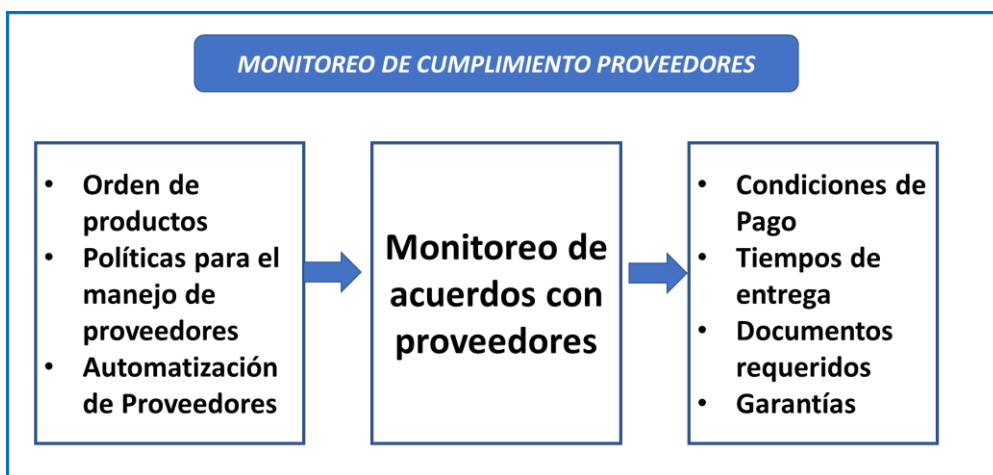 MONITOREO DE CUMPLIMIENTO PROVEEDORES
• Orden de
productos
• Políticas para el
manejo de
proveedores
• Automatización
de Proveedores
Monitoreo de
acuerdos con
proveedores
• Condiciones de
Pago
• Tiempos de
entrega
• Documentos
requeridos
• Garantías